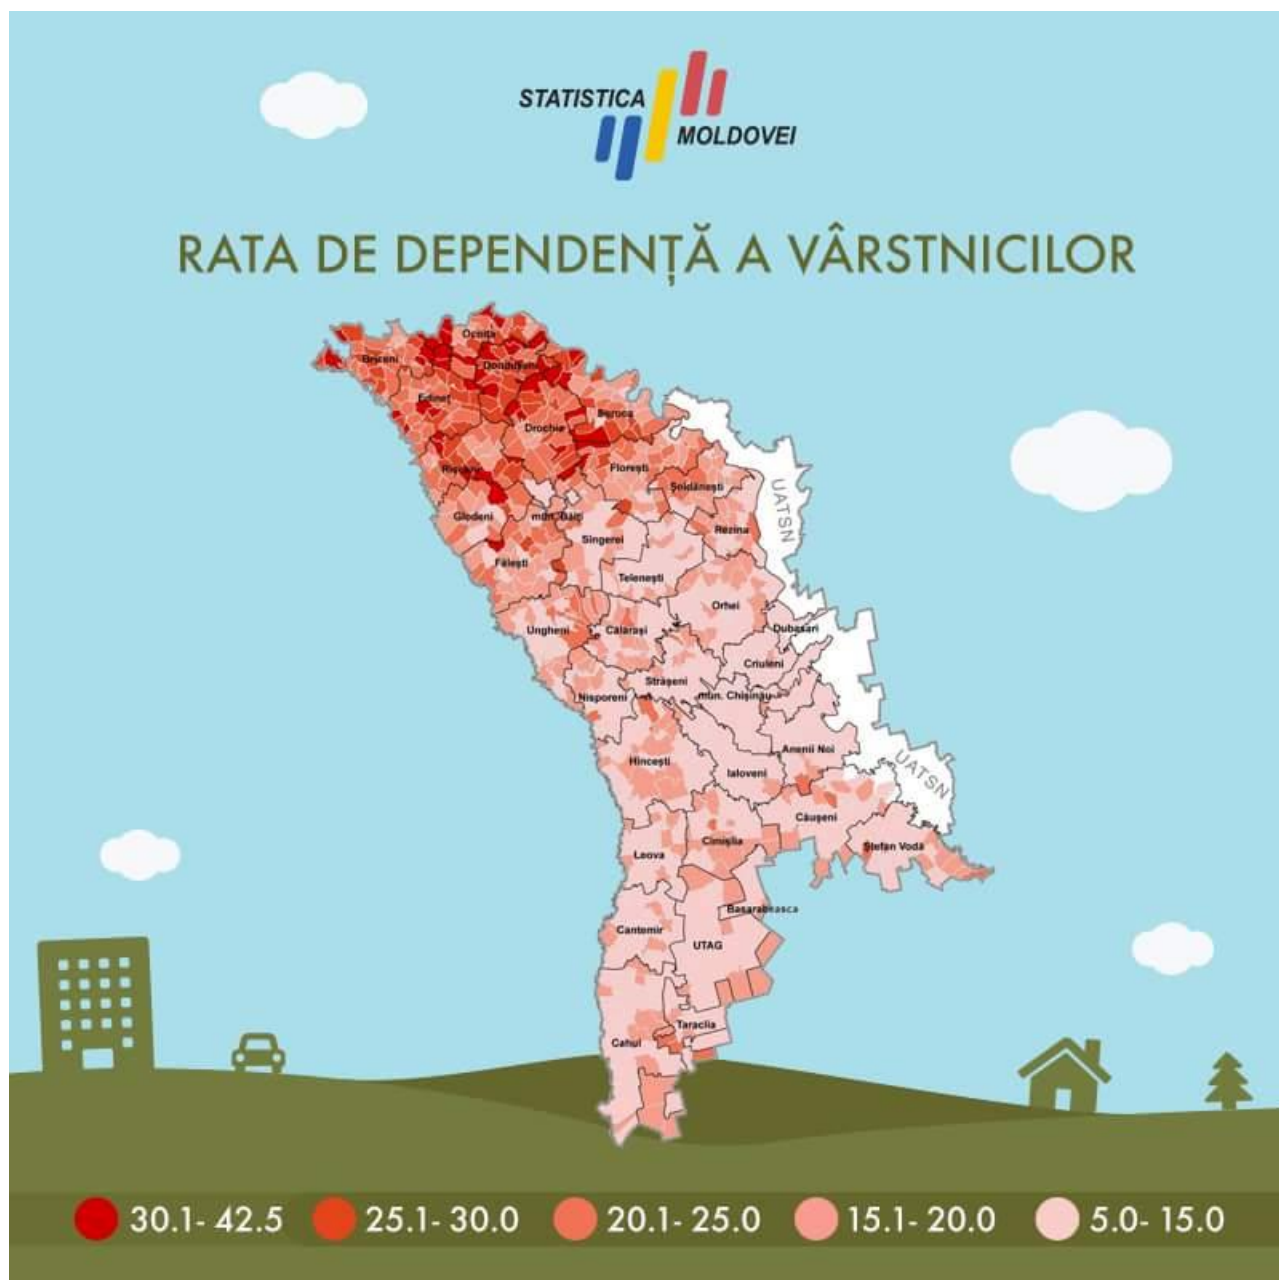 STATISTICA
MOLDOVEI
RATA DE DEPENDENȚĂ A VÂRSTNICILOR
Ocnița
Briceni
Dondușeni
Edineț
Soroca
Drochia
Rîșcani
Florești
Șoldănești
UATSN
Glodeni
mun. Bălți
Rezina
Sîngerei
Fălești
Telenești
Orhei
Ungheni
Călărași
Dubăsari
Criuleni
Strășeni
Nisporeni
mun. Chișinău
Anenii Noi
Hîncești
Ialoveni
UATSN
Căușeni
Cimișlia
Ștefan Vodă
Leova
Basarabeasca
Cantemir
UTAG
Taraclia
Cahul
30.1- 42.5 25.1- 30.0 20.1- 25.0 15.1- 20.0 5.0- 15.0